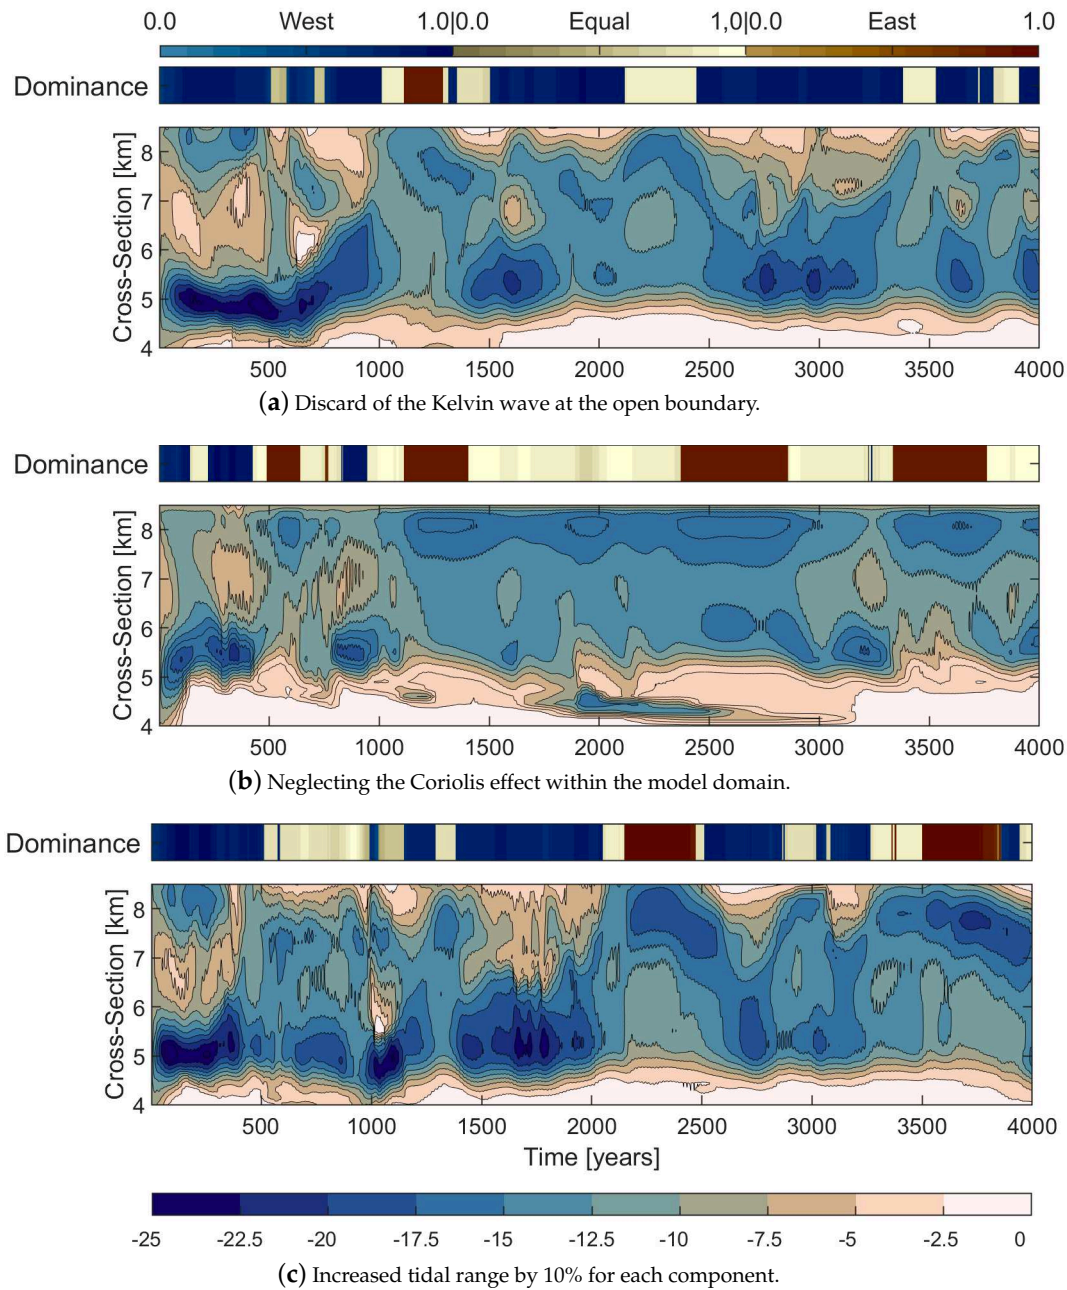 0.0 West 1.0|0.0 Equal 1,0|0.0 East 1.0
Dominance
Cross-Section [km]
8
7
6
5
4
500 1000 1500 2000 2500 3000 3500 4000
(a) Discard of the Kelvin wave at the open boundary.
Dominance
Cross-Section [km]
8
7
6
5
4
500 1000 1500 2000 2500 3000 3500 4000
(b) Neglecting the Coriolis effect within the model domain.
Dominance
Cross-Section [km]
8
7
6
5
4
500 1000 1500 2000 2500 3000 3500 4000
Time [years]
-25 -22.5 -20 -17.5 -15 -12.5 -10 -7.5 -5 -2.5 0
(c) Increased tidal range by 10% for each component.